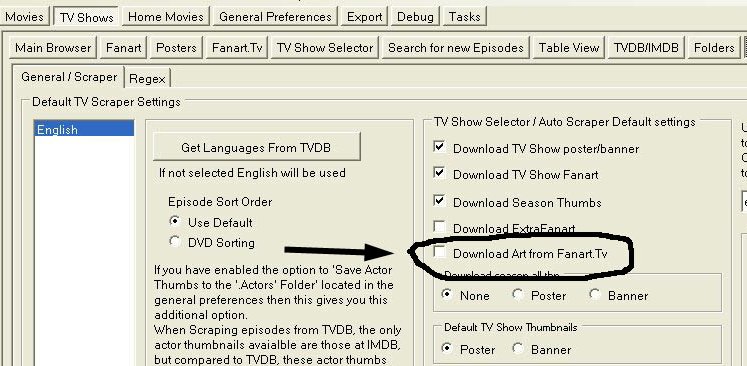 Movies TV Shows Home Movies General Preferences Export Debug Tasks
Main Browser Fanart Posters Fanart.Tv TV Show Selector Search for new Episodes Table View TVDB/IMDB Folders
General / Scraper Regex
Default TV Scraper Settings
English
Get Languages From TVDB
If not selected English will be used
Episode Sort Order
Use Default
DVD Sorting
If you have enabled the option to 'Save Actor
Thumbs to the '.Actors' Folder' located in the
general preferences then this gives you this
additional option.
When Scraping episodes from TVDB, the only
actor thumbnails avaialble are those at IMDB,
but compared to TVDB, these actor thumbs
TV Show Selector / Auto Scraper Default settings
Download TV Show poster/banner
Download TV Show Fanart
Download Season Thumbs
Download ExtraFanart
Download Art from Fanart.Tv
Download season all tbn
None Poster Banner
Default TV Show Thumbnails
Poster Banner